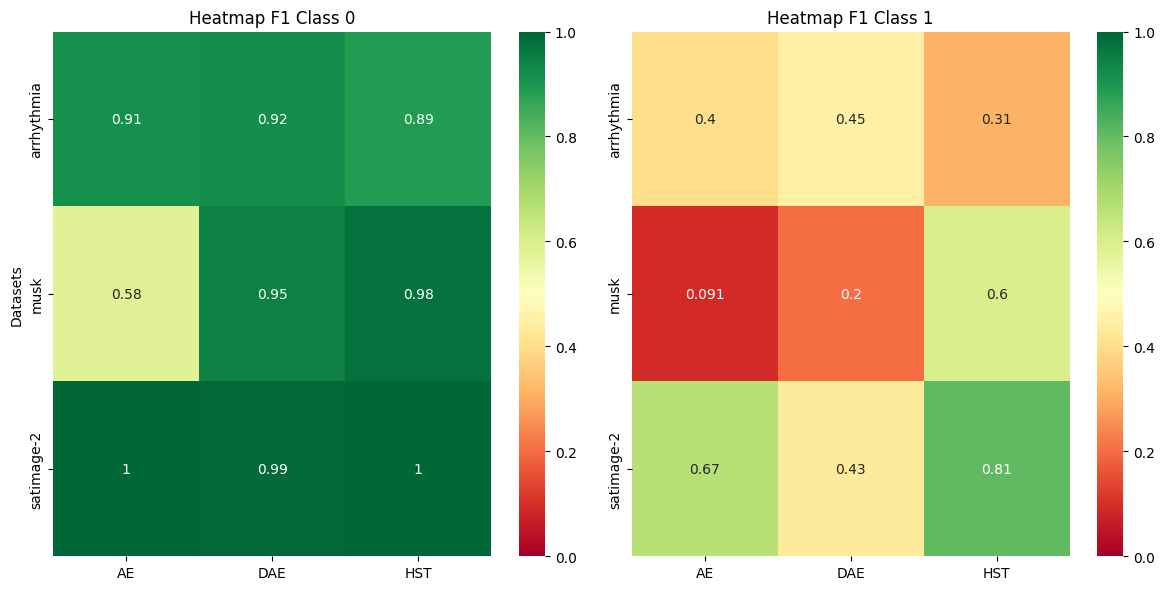 Heatmap F1 Class 0
Datasets
arrhythmia
musk
satimage-2
0.91 0.92 0.89
0.58 0.95 0.98
1 0.99 1
AE DAE HST
1.0
0.8
0.6
0.4
0.2
0.0
Heatmap F1 Class 1
arrhythmia
musk
satimage-2
0.4 0.45 0.31
0.091 0.2 0.6
0.67 0.43 0.81
AE DAE HST
1.0
0.8
0.6
0.4
0.2
0.0